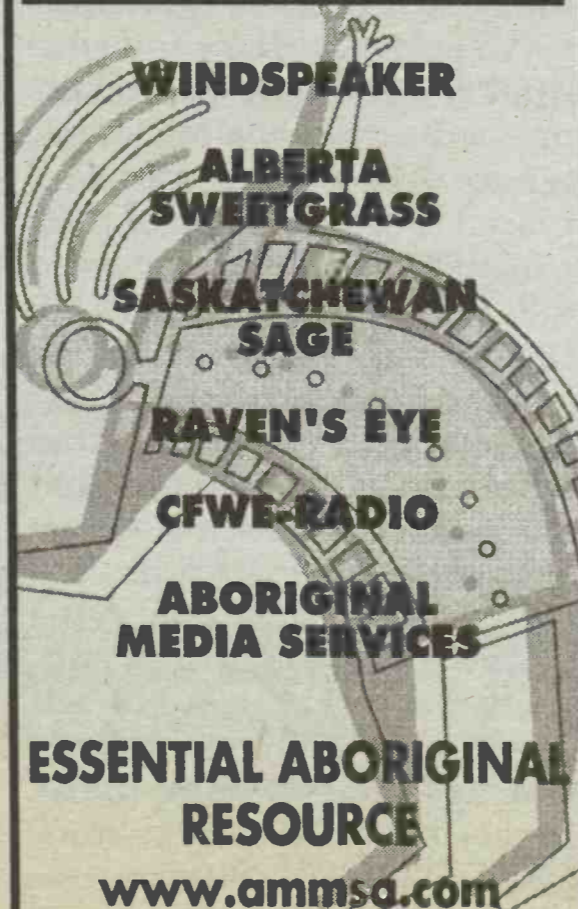 WINDSPEAKER
ALBERTA
SWEETGRASS
SASKATCHEWAN
SAGE
RAVEN'S EYE
CFWE-RADIO
ABORIGINAL
MEDIA SERVICES
ESSENTIAL ABORIGINAL
RESOURCE
www.ammsa.com